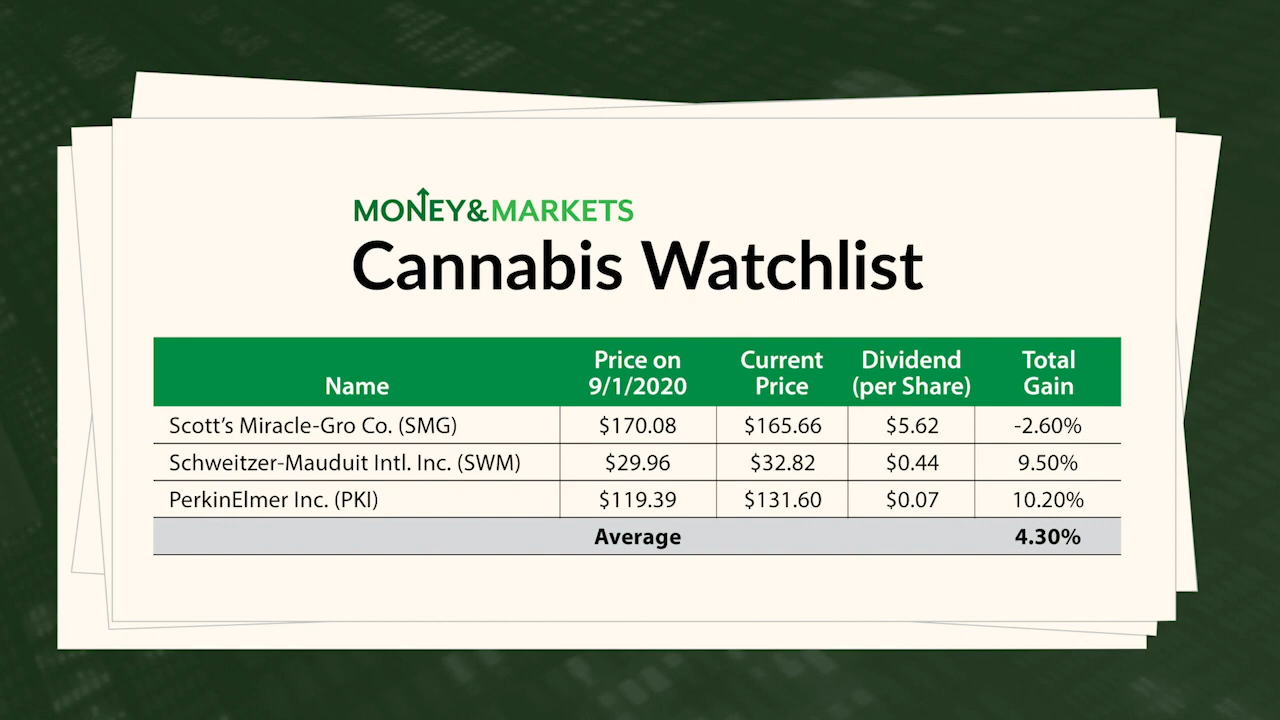 MONEY&MARKETS
Cannabis Watchlist
Name Price on 9/1/2020 Current Price Dividend (per Share) Total Gain
Scott’s Miracle-Gro Co. (SMG) $170.08 $165.66 $5.62 -2.60%
Schweitzer-Mauduit Intl. Inc. (SWM) $29.96 $32.82 $0.44 9.50%
PerkinElmer Inc. (PKI) $119.39 $131.60 $0.07 10.20%
Average 4.30%